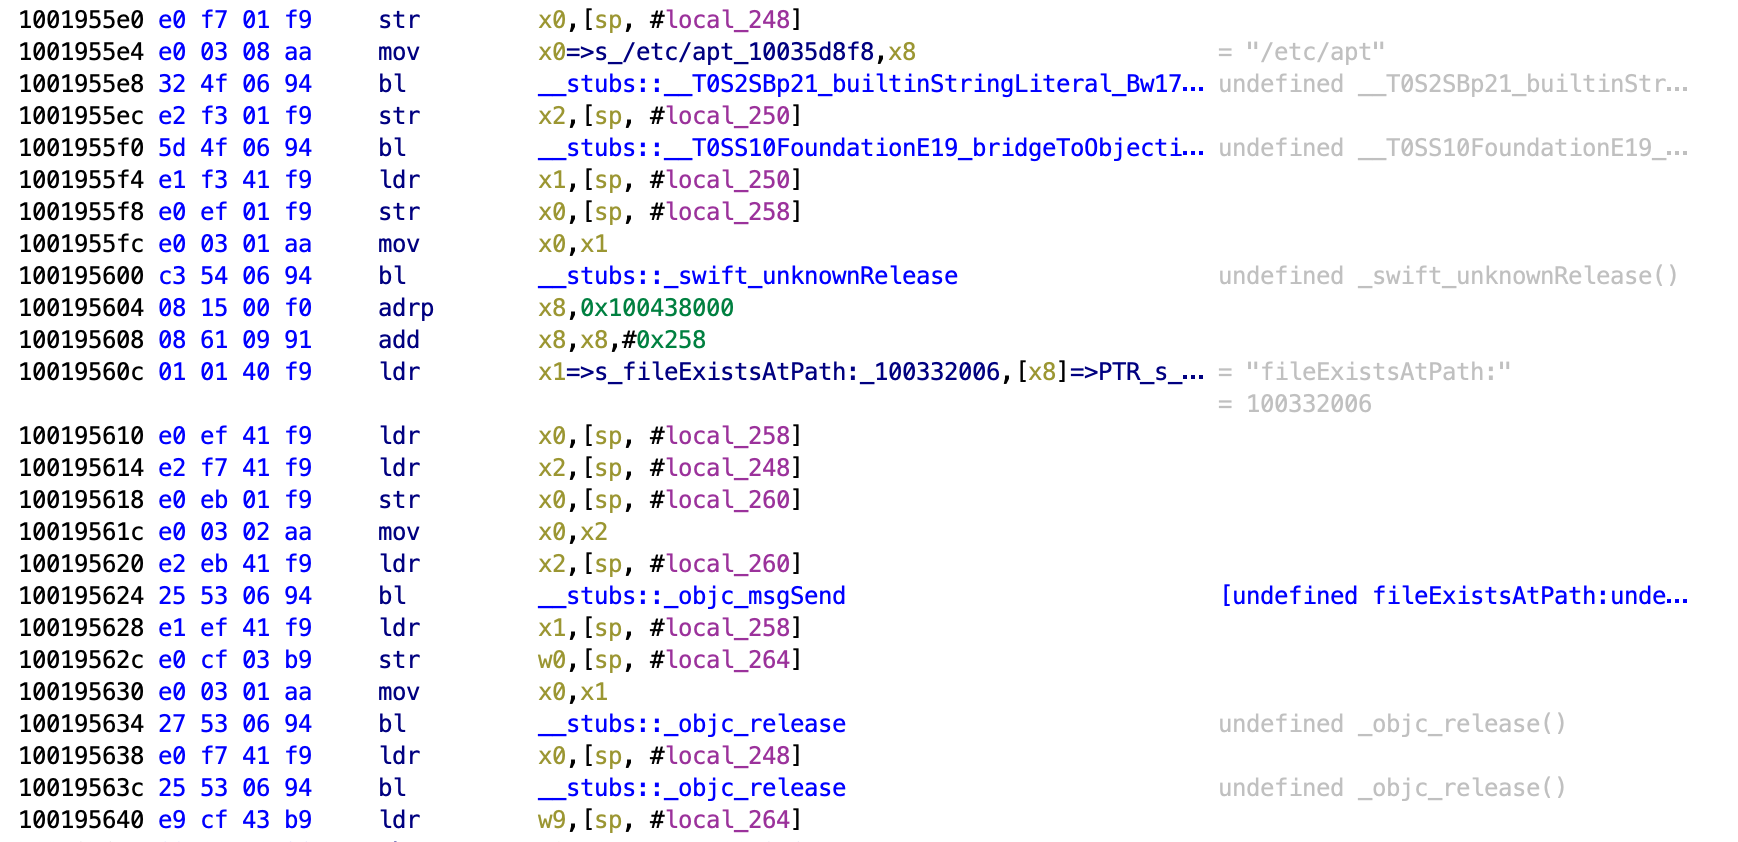 1001955e0 e0 f7 01 f9 str x0,[sp, #local_248]
1001955e4 e0 03 08 aa mov x0=>s_/etc/apt_10035d8f8,x8 = "/etc/apt"
1001955e8 32 4f 06 94 bl __stubs::__T0S2SBp21_builtinStringLiteral_Bw17... undefined __T0S2SBp21_builtinStr...
1001955ec e2 f3 01 f9 str x2,[sp, #local_250]
1001955f0 5d 4f 06 94 bl __stubs::__T0SS10FoundationE19_bridgeToObjecti... undefined __T0SS10FoundationE19_...
1001955f4 e1 f3 41 f9 ldr x1,[sp, #local_250]
1001955f8 e0 ef 01 f9 str x0,[sp, #local_258]
1001955fc e0 03 01 aa mov x0,x1
100195600 c3 54 06 94 bl __stubs::_swift_unknownRelease undefined _swift_unknownRelease()
100195604 08 15 00 f0 adrp x8,0x100438000
100195608 08 61 09 91 add x8,x8,#0x258
10019560c 01 01 40 f9 ldr x1=>s_fileExistsAtPath:_100332006,[x8]=>PTR_s_... = "fileExistsAtPath:"
= 100332006
100195610 e0 ef 41 f9 ldr x0,[sp, #local_258]
100195614 e2 f7 41 f9 ldr x2,[sp, #local_248]
100195618 e0 eb 01 f9 str x0,[sp, #local_260]
10019561c e0 03 02 aa mov x0,x2
100195620 e2 eb 41 f9 ldr x2,[sp, #local_260]
100195624 25 53 06 94 bl __stubs::_objc_msgSend [undefined fileExistsAtPath:unde...
100195628 e1 ef 41 f9 ldr x1,[sp, #local_258]
10019562c e0 cf 03 b9 str w0,[sp, #local_264]
100195630 e0 03 01 aa mov x0,x1
100195634 27 53 06 94 bl __stubs::_objc_release undefined _objc_release()
100195638 e0 f7 41 f9 ldr x0,[sp, #local_248]
10019563c 25 53 06 94 bl __stubs::_objc_release undefined _objc_release()
100195640 e9 cf 43 b9 ldr w9,[sp, #local_264]